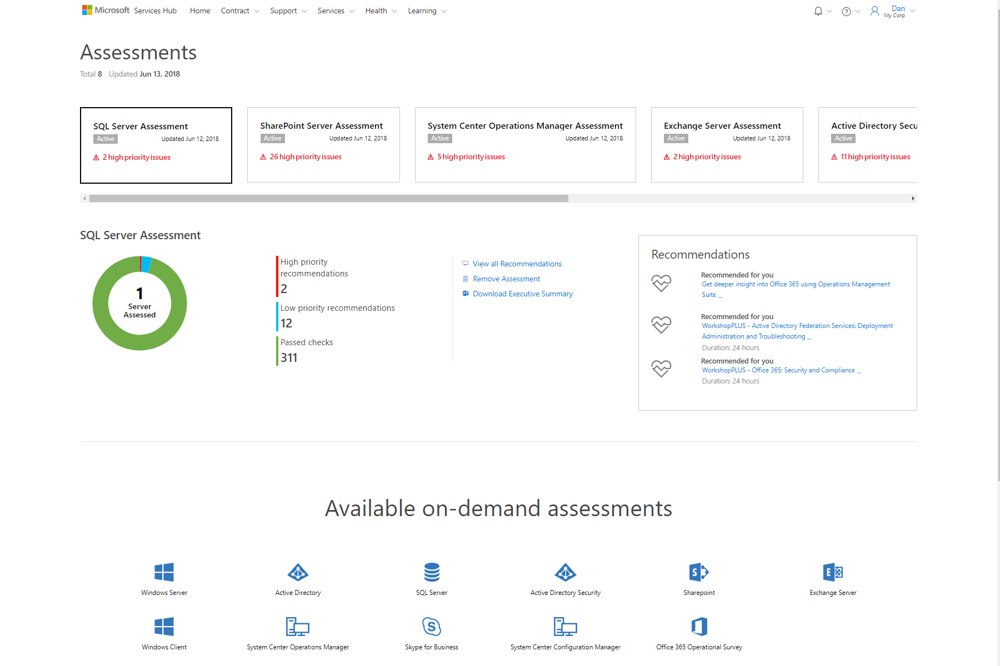 Microsoft Services Hub Home Contract Support Services Health Learning Dan
My Corp
Assessments
Total 8 Updated Jun 13, 2018
SQL Server Assessment
Active Updated Jun 12, 2018
2 high priority issues
SharePoint Server Assessment
Active Updated Jun 12, 2018
26 high priority issues
System Center Operations Manager Assessment
Active Updated Jun 12, 2018
5 high priority issues
Exchange Server Assessment
Active Updated Jun 12, 2018
2 high priority issues
Active Directory Secu
Active
11 high priority issues
SQL Server Assessment
1
Server
Assessed
High priority
recommendations
2
Low priority recommendations
12
Passed checks
311
View all Recommendations
Remove Assessment
Download Executive Summary
Recommendations
Recommended for you
Get deeper insight into Office 365 using Operations Management
Suite ...
Recommended for you
WorkshopPLUS - Active Directory Federation Services: Deployment
Administration and Troubleshooting ...
Duration: 24 hours
Recommended for you
WorkshopPLUS - Office 365: Security and Compliance ...
Duration: 24 hours
Available on-demand assessments
Windows Server
Active Directory
SQL Server
Active Directory Security
Sharepoint
Exchange Server
Windows Client
System Center Operations Manager
Skype for Business
System Center Configuration Manager
Office 365 Operational Survey